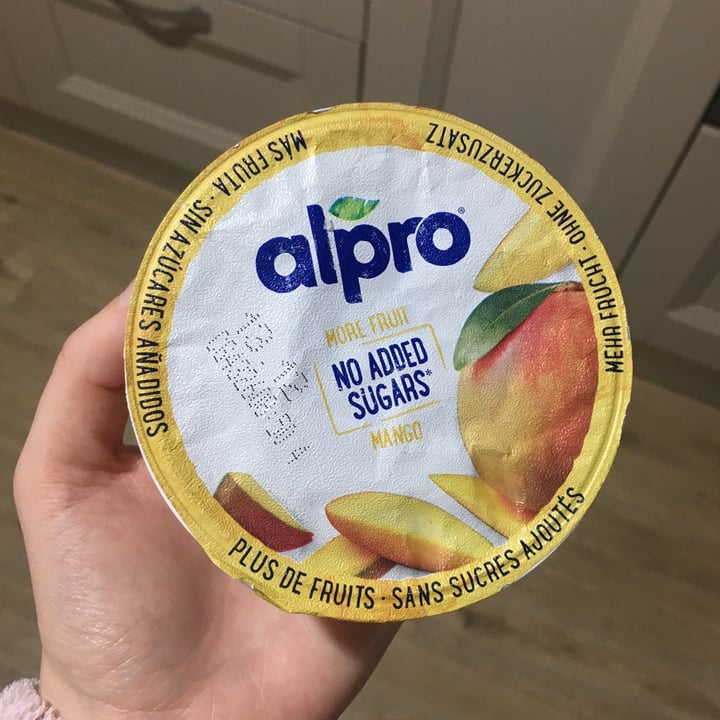 alpro®
MORE FRUIT
NO ADDED
SUGARS*
MANGO
MÁS FRUTA · SIN AZÚCARES AÑADIDOS
MEHR FRUCHT · OHNE ZUCKERZUSATZ
PLUS DE FRUITS · SANS SUCRES AJOUTÉS